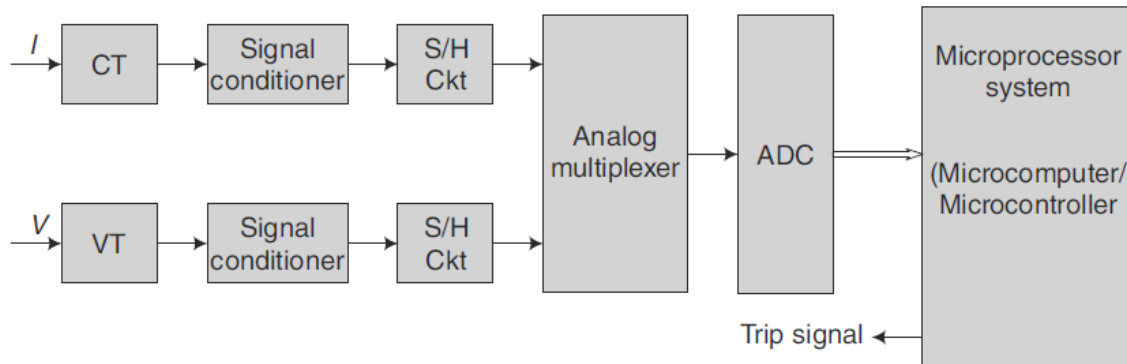 I
CT
Signal
conditioner
S/H
Ckt
V
VT
Signal
conditioner
S/H
Ckt
Analog
multiplexer
ADC
Microprocessor
system
(Microcomputer/
Microcontroller
Trip signal